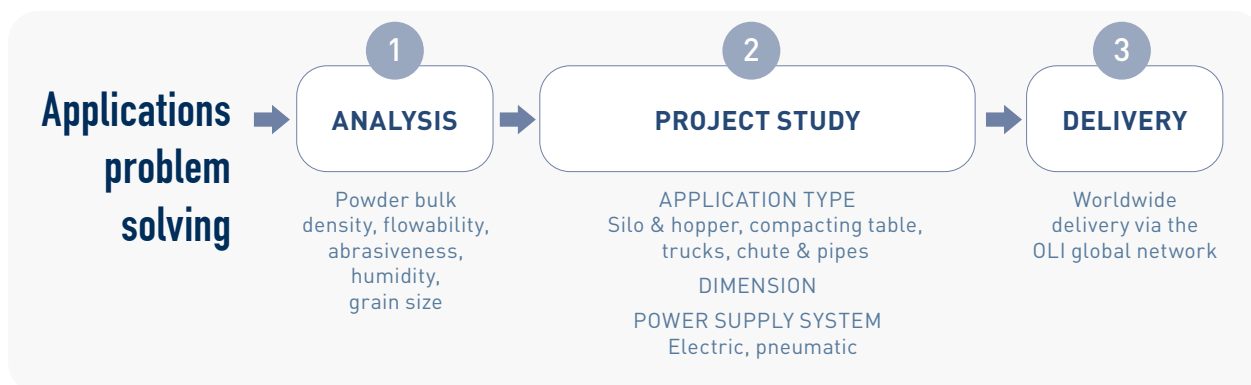 Applications
problem
solving
1
ANALYSIS
Powder bulk
density, flowability,
abrasiveness,
humidity,
grain size
2
PROJECT STUDY
APPLICATION TYPE
Silo & hopper, compacting table,
trucks, chute & pipes
DIMENSION
POWER SUPPLY SYSTEM
Electric, pneumatic
3
DELIVERY
Worldwide
delivery via the
OLI global network